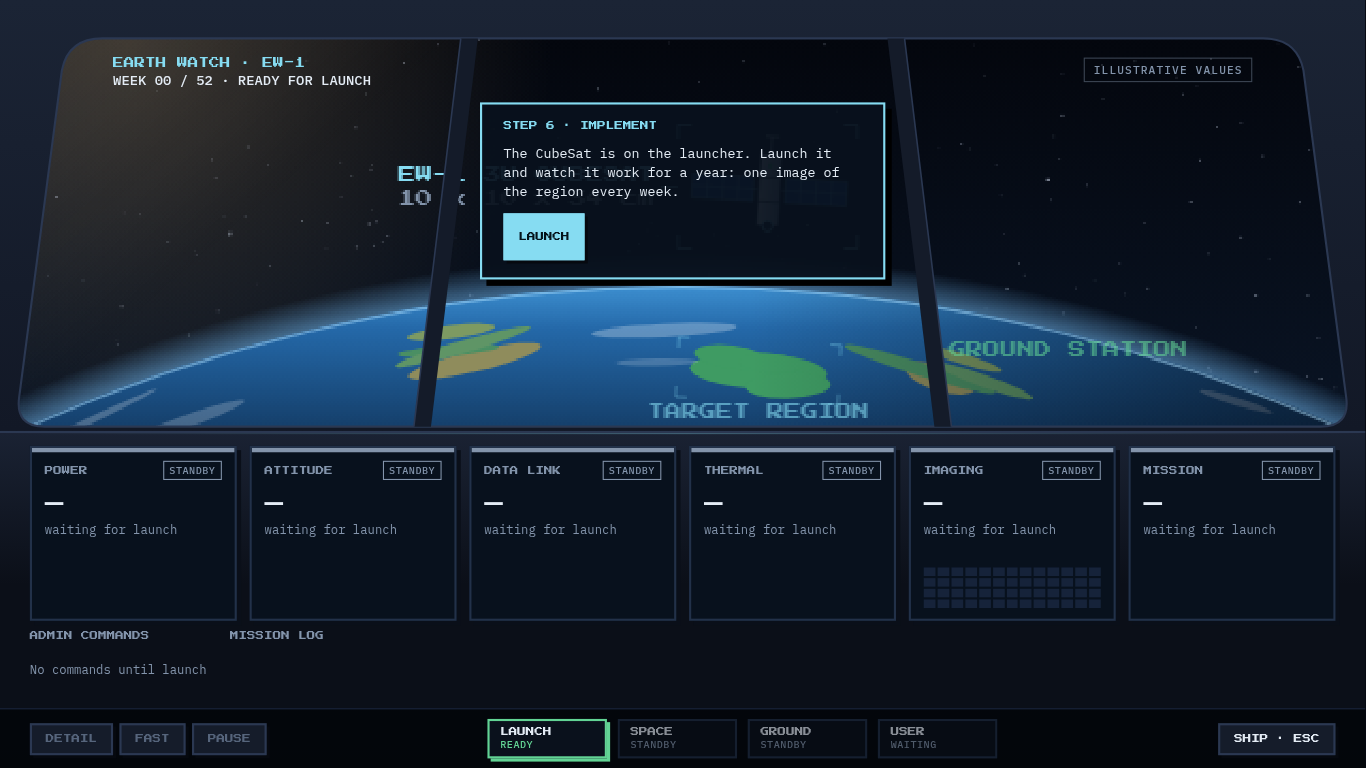 EARTH WATCH · EW-1
WEEK 00 / 52 · READY FOR LAUNCH
ILLUSTRATIVE VALUES
STEP 6 · IMPLEMENT
The CubeSat is on the launcher. Launch it
and watch it work for a year: one image of
the region every week.
LAUNCH
GROUND STATION
TARGET REGION
POWER
STANDBY
—
waiting for launch
ATTITUDE
STANDBY
—
waiting for launch
DATA LINK
STANDBY
—
waiting for launch
THERMAL
STANDBY
—
waiting for launch
IMAGING
STANDBY
—
waiting for launch
MISSION
STANDBY
—
waiting for launch
ADMIN COMMANDS
MISSION LOG
No commands until launch
DETAIL
FAST
PAUSE
LAUNCH
READY
SPACE
STANDBY
GROUND
STANDBY
USER
WAITING
SHIP · ESC